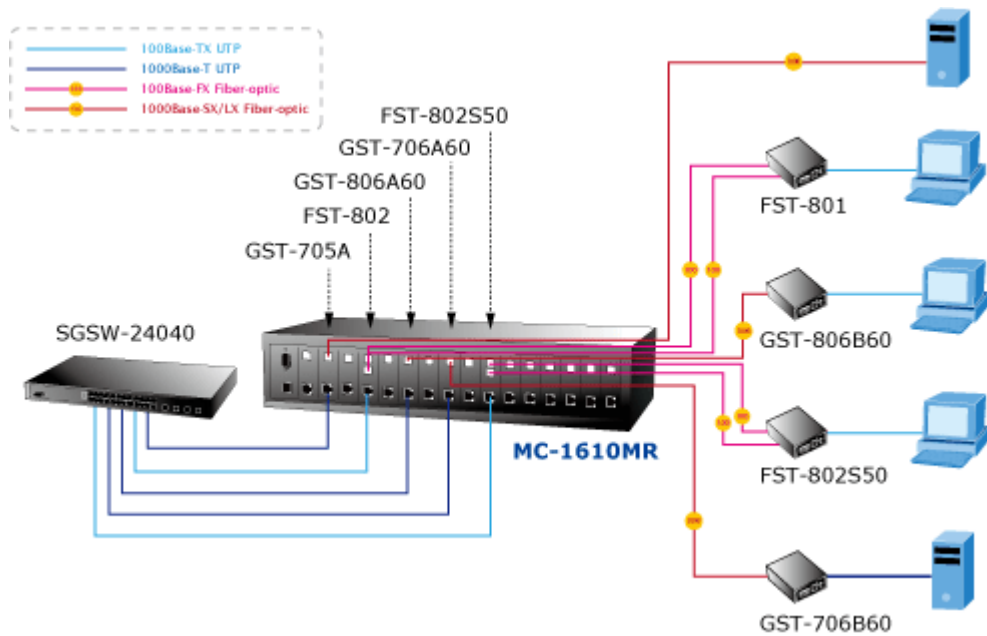 100Base-TX UTP
1000Base-T UTP
100Base-FX Fiber-optic
1000Base-SX/LX Fiber-optic
FST-802S50
GST-706A60
GST-806A60
FST-802
GST-705A
SGSW-24040
MC-1610MR
FST-801
GST-806B60
FST-802S50
GST-706B60